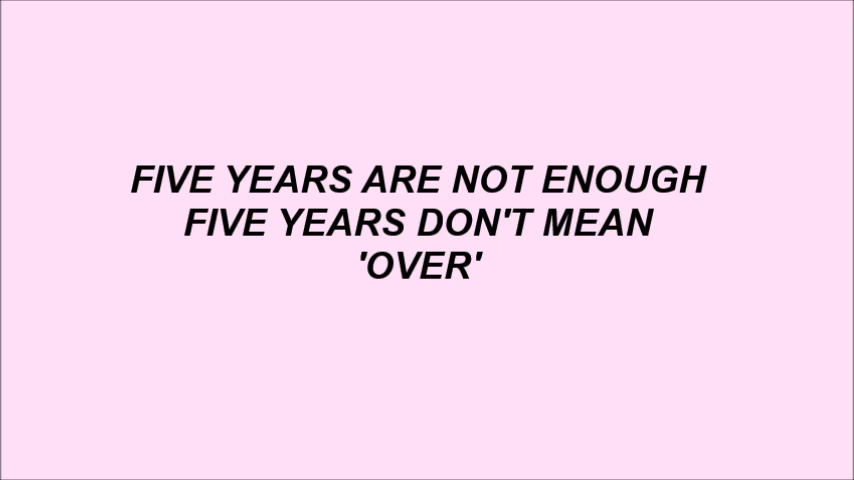 FIVE YEARS ARE NOT ENOUGH
FIVE YEARS DON'T MEAN
'OVER'